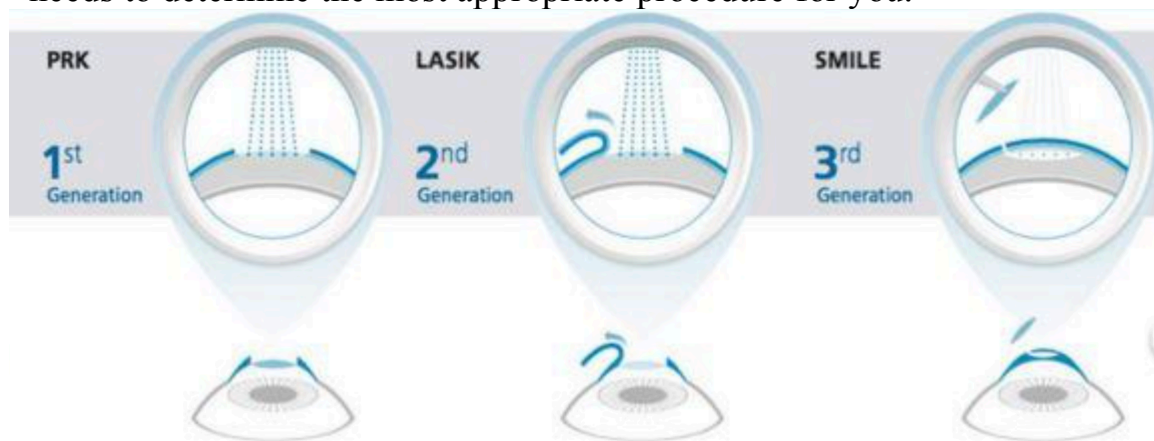 needs to determine the most appropriate procedure for you.
PRK
1st
Generation
LASIK
2nd
Generation
SMILE
3rd
Generation